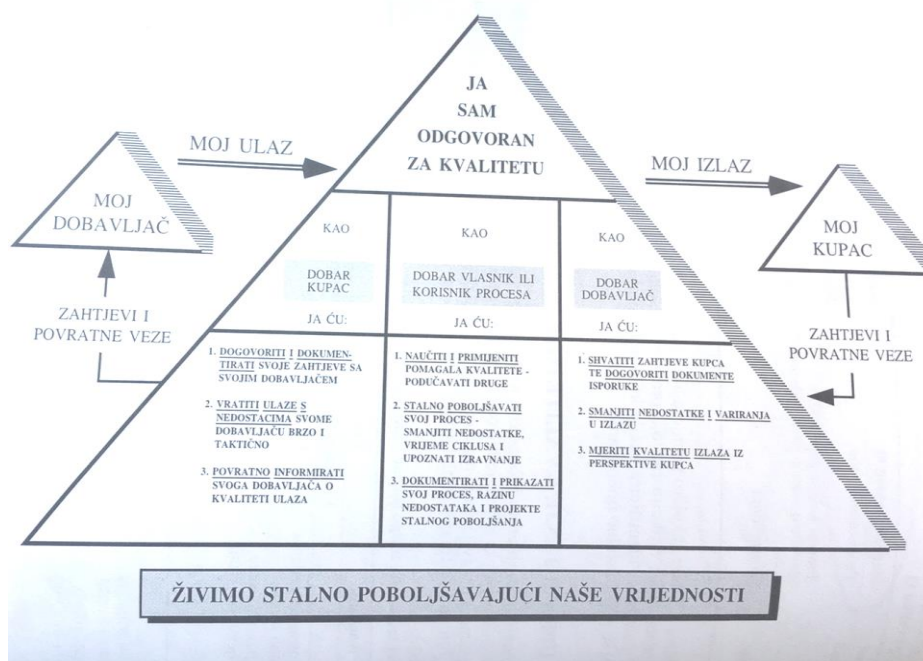 JA
SAM
ODGOVORAN
ZA KVALITETU
MOJ ULAZ
MOJ IZLAZ
MOJ
DOBAVLJAČ
MOJ
KUPAC
ZAHTJEVI I
POVRATNE VEZE
ZAHTJEVI I
POVRATNE VEZE
KAO
DOBAR
KUPAC
JA ĆU:
1. DOGOVORITI I DOKUMEN-
TIRATI SVOJE ZAHTJEVE SA
SVOJIM DOBAVLJAČEM
2. VRATITI ULAZE S
NEDOSTACIMA SVOME
DOBAVLJAČU BRZO I
TAKTIČNO
3. POVRATNO INFORMIRATI
SVOGA DOBAVLJAČA O
KVALITETI ULAZA
KAO
DOBAR VLASNIK ILI
KORISNIK PROCESA
JA ĆU:
1. NAUČITI I PRIMIJENITI
POMAGALA KVALITETE -
PODUČAVATI DRUGE
2. STALNO POBOLJŠAVATI
SVOJ PROCES -
SMANJITI NEDOSTATKE,
VRIJEME CIKLUSA I
UPOZNATI IZRAVNANJE
3. DOKUMENTIRATI I PRIKAZATI
SVOJ PROCES, RAZINU
NEDOSTATAKA I PROJEKTE
STALNOG POBOLJŠANJA
KAO
DOBAR
DOBAVLJAČ
JA ĆU:
1. SHVATITI ZAHTJEVE KUPCA
TE DOGOVORITI DOKUMENTE
ISPORUKE
2. SMANJITI NEDOSTATKE I VARIRANJA
U IZLAZU
3. MJERITI KVALITETU IZLAZA IZ
PERSPEKTIVE KUPCA
ŽIVIMO STALNO POBOLJŠAVAJUĆI NAŠE VRIJEDNOSTI